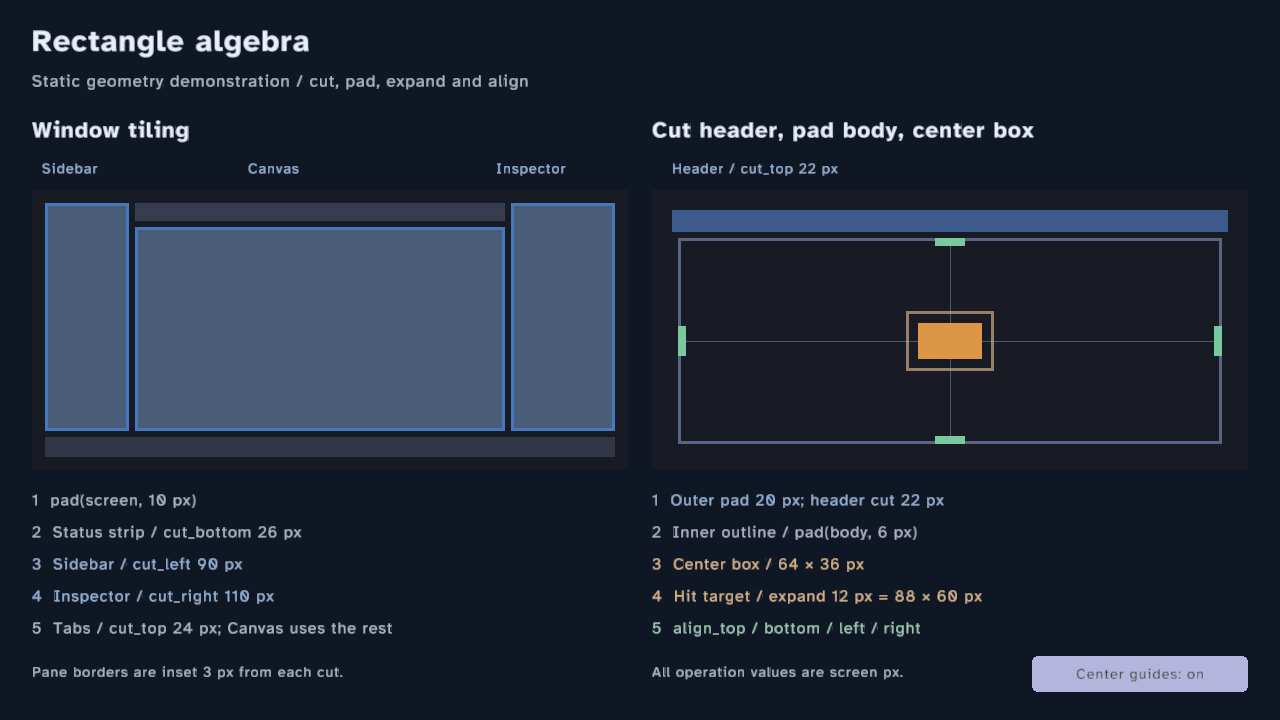 Rectangle algebra
Static geometry demonstration / cut, pad, expand and align
Window tiling
Sidebar
Canvas
Inspector
1 pad(screen, 10 px)
2 Status strip / cut_bottom 26 px
3 Sidebar / cut_left 90 px
4 Inspector / cut_right 110 px
5 Tabs / cut_top 24 px; Canvas uses the rest
Pane borders are inset 3 px from each cut.
Cut header, pad body, center box
Header / cut_top 22 px
1 Outer pad 20 px; header cut 22 px
2 Inner outline / pad(body, 6 px)
3 Center box / 64 × 36 px
4 Hit target / expand 12 px = 88 × 60 px
5 align_top / bottom / left / right
All operation values are screen px.
Center guides: on